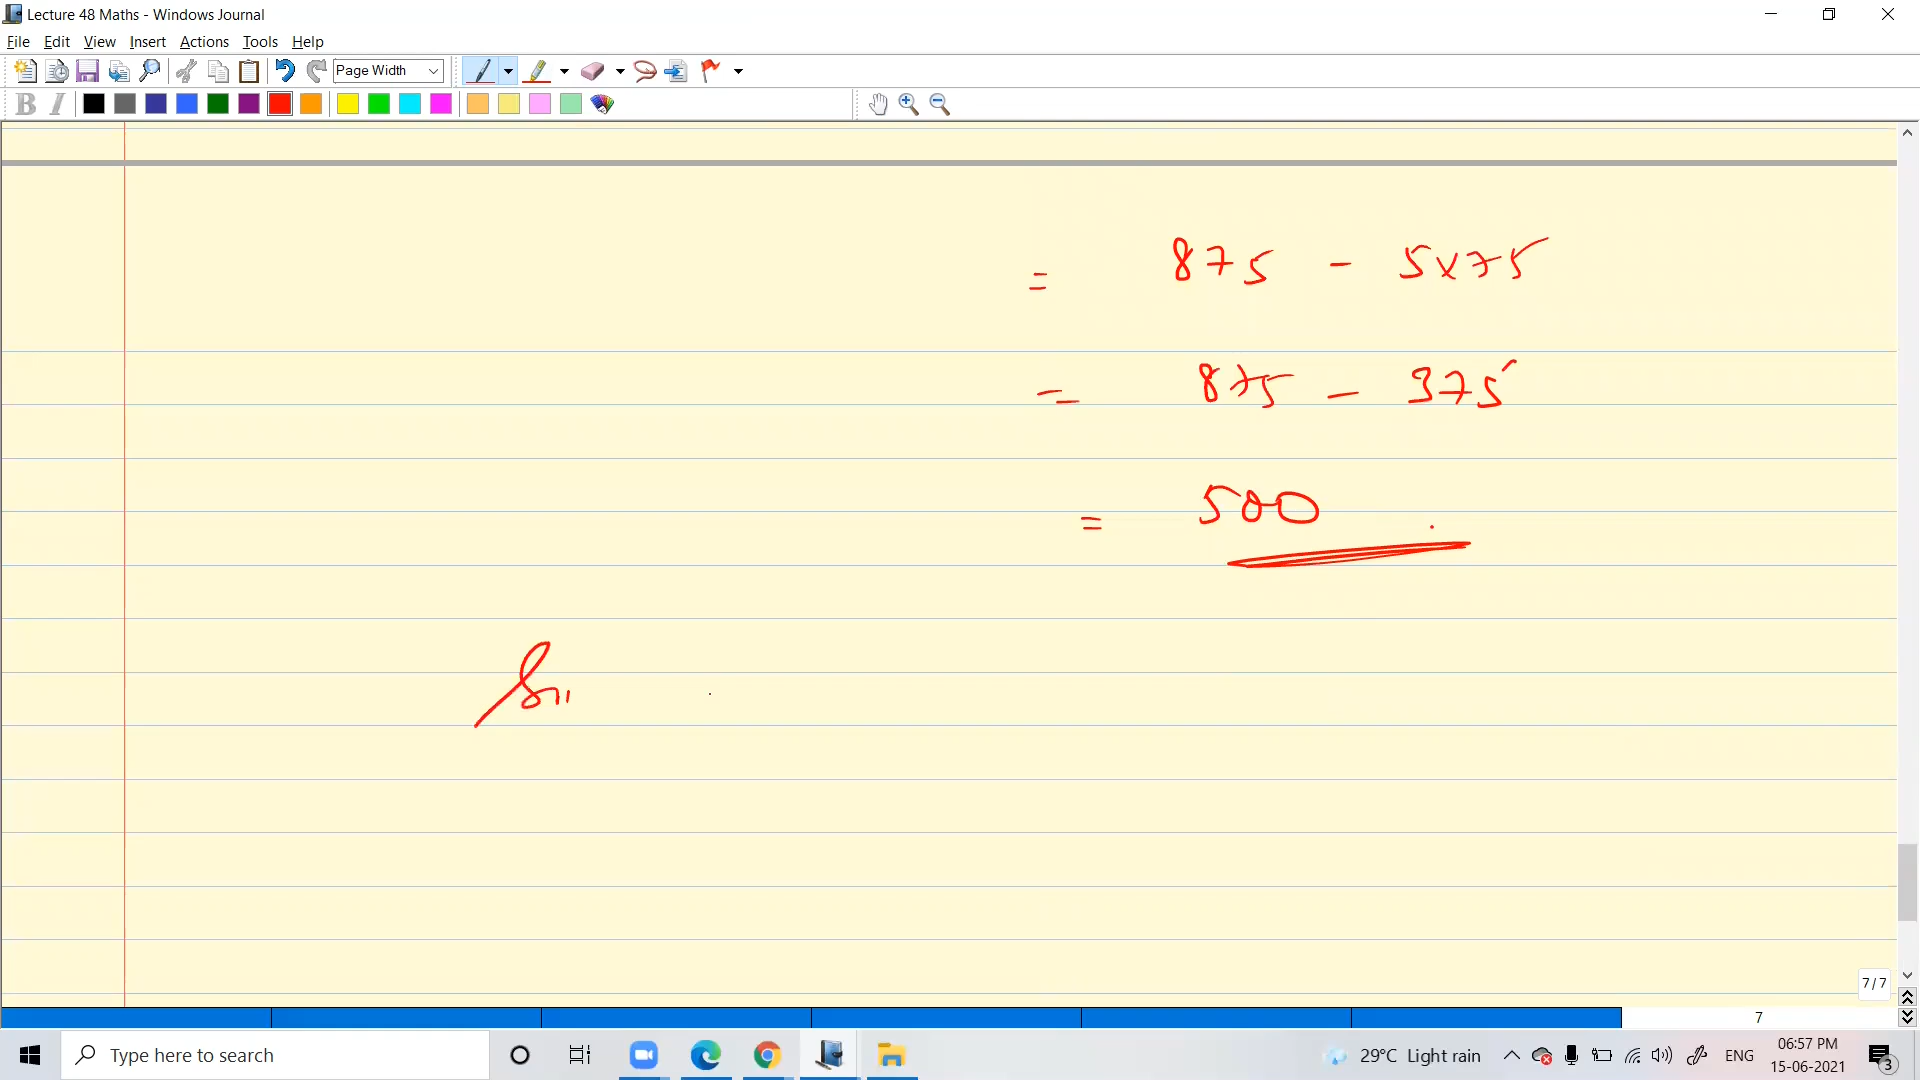 Lecture 48 Maths - Windows Journal
File Edit View Insert Actions Tools Help
Page Width
B I
= 875 - 5x75
= 875 - 375
= 500
7/7
7
Type here to search
29°C Light rain
ENG
06:57 PM
15-06-2021
3